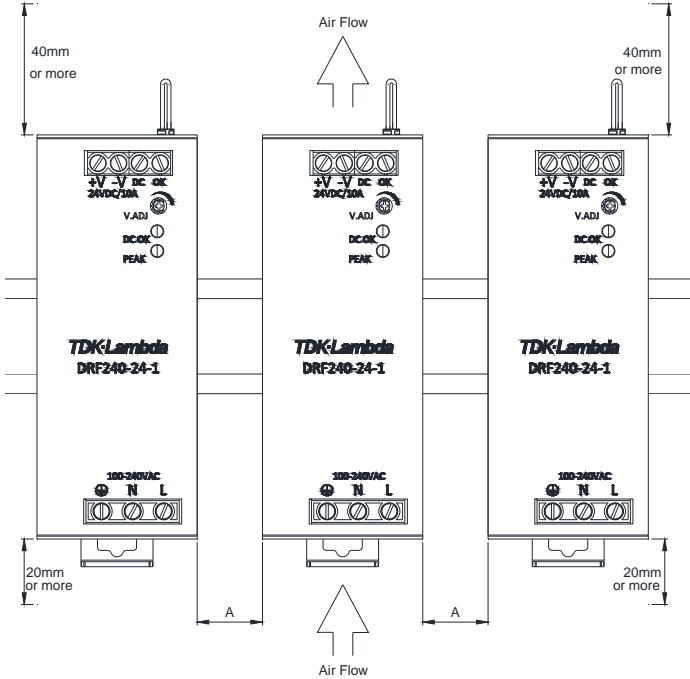 Air Flow
40mm
or more
40mm
or more
+V -V DC OK
24VDC/10A
V.ADJ
DC OK
PEAK
TDK·Lambda
DRF240-24-1
100-240VAC
N L
+V -V DC OK
24VDC/10A
V.ADJ
DC OK
PEAK
TDK·Lambda
DRF240-24-1
100-240VAC
N L
+V -V DC OK
24VDC/10A
V.ADJ
DC OK
PEAK
TDK·Lambda
DRF240-24-1
100-240VAC
N L
20mm
or more
A
A
20mm
or more
Air Flow